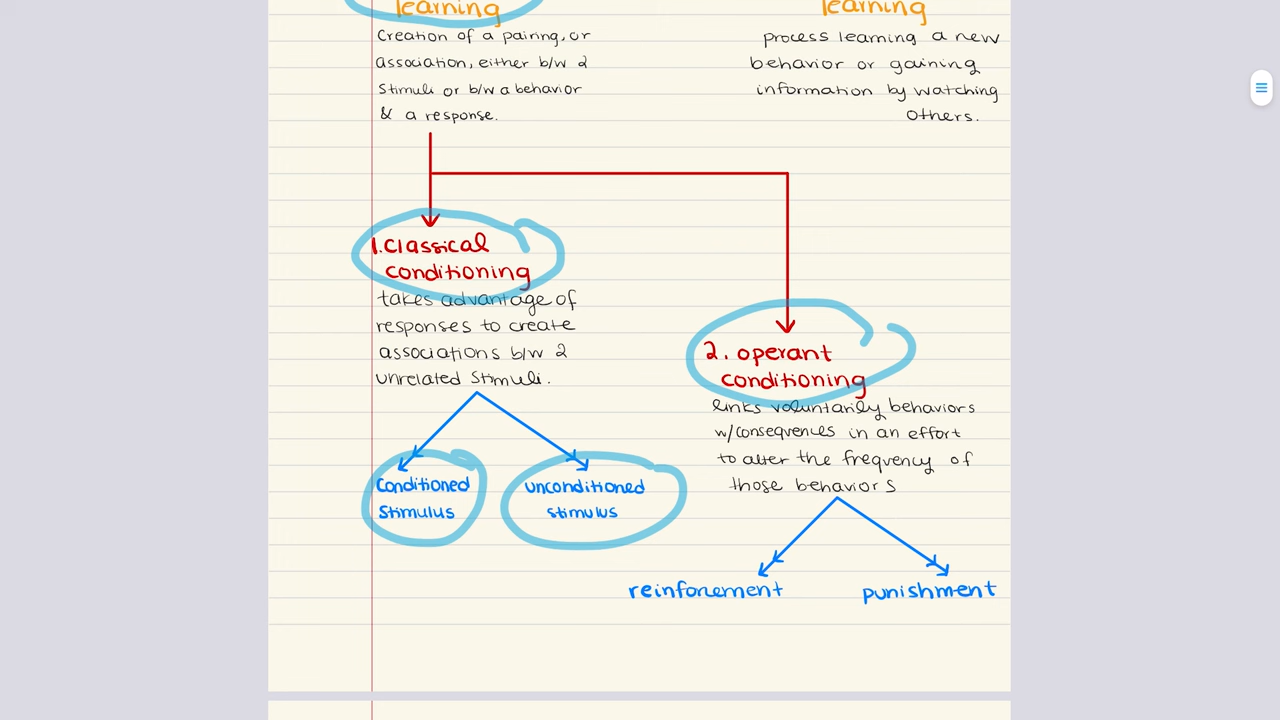 learning
Creation of a pairing, or
association, either b/w 2
Stimuli or b/w a behavior
& a response.
learning
process learning a new
behavior or gaining
information by watching
others.
1. Classical
conditioning
takes advantage of
responses to create
associations b/w 2
unrelated Stimuli.
Conditioned
Stimulus
unconditioned
stimulus
2. operant
conditioning
links voluntarily behaviors
w/consequences in an effort
to alter the frequency of
those behaviors
reinforcement
punishment